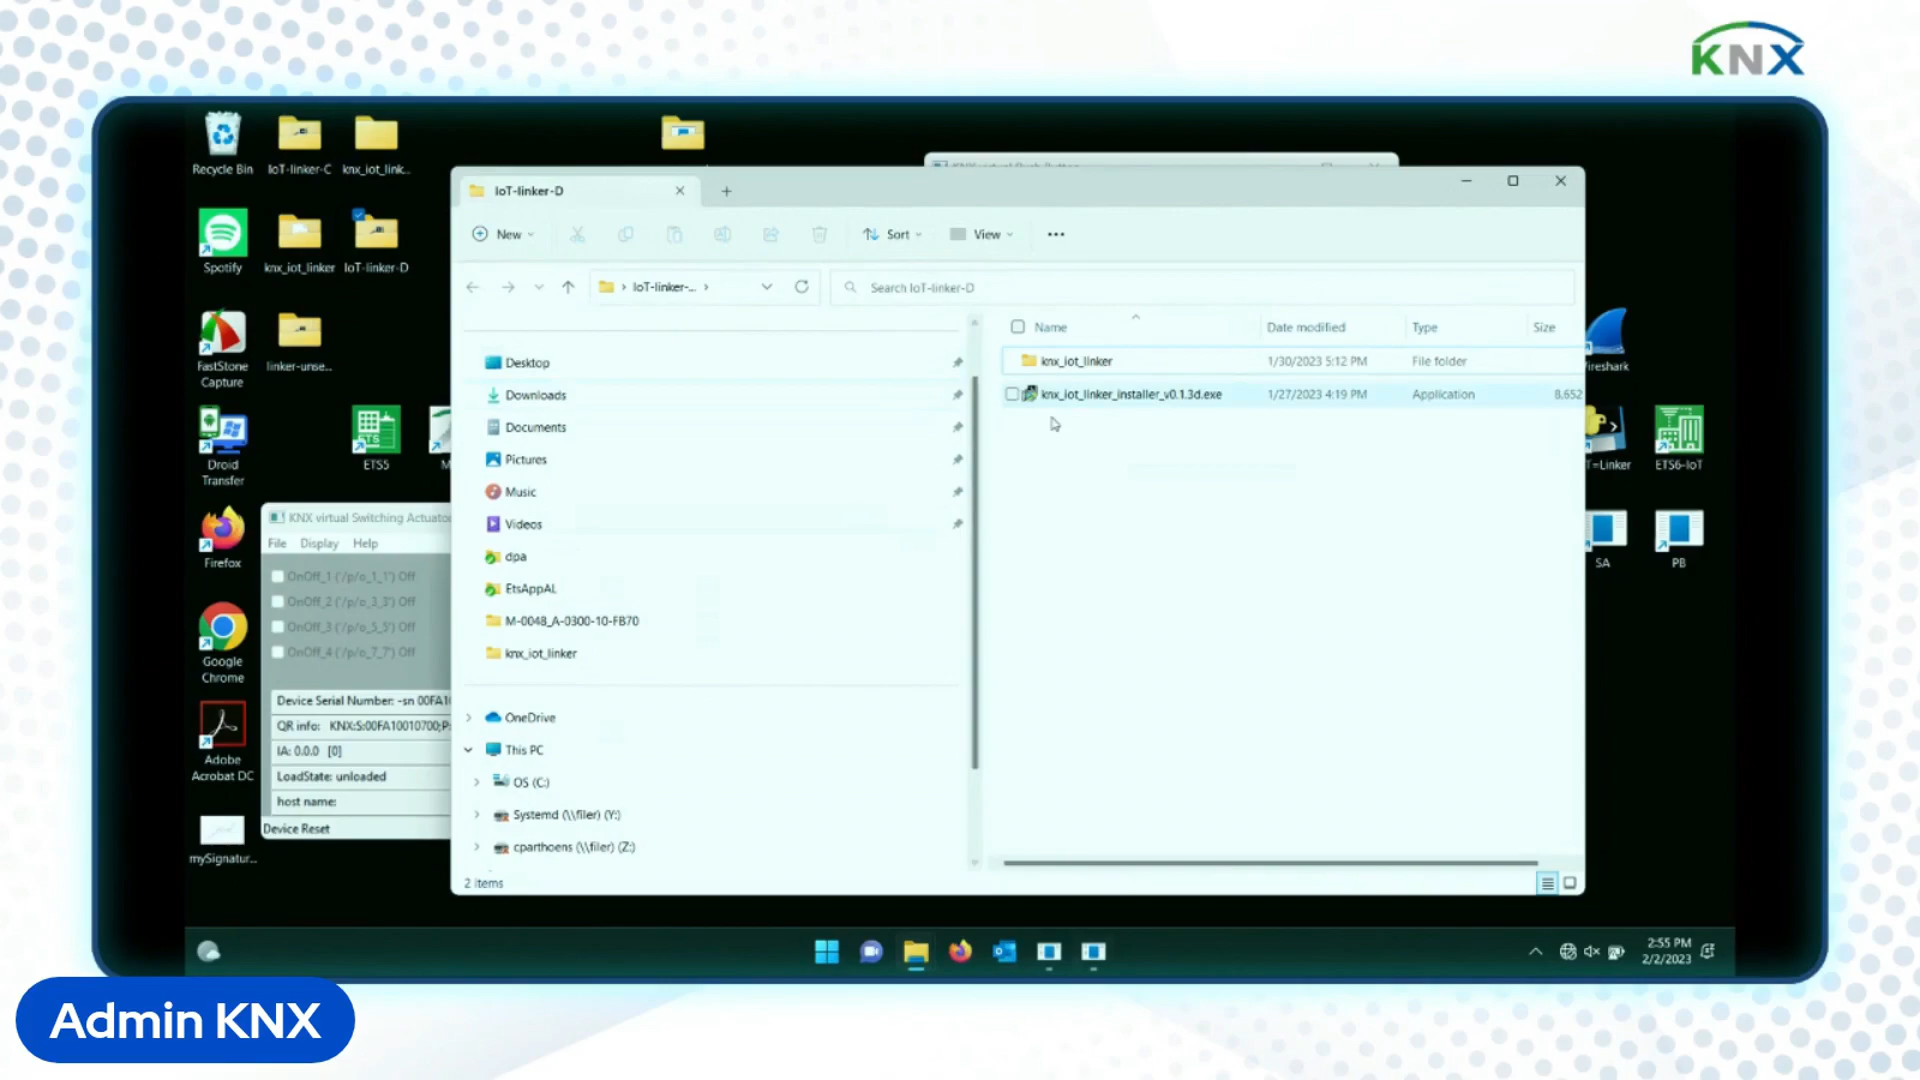 KNX
Recycle Bin
IoT-linker-C
knx_iot_link...
Spotify
knx_iot_linker
IoT-linker-D
FastStone
Capture
linker-unse...
Droid
Transfer
ETS
ETS5
M
Firefox
Google
Chrome
Adobe
Acrobat DC
mySignatur...
KNX virtual Switching Actuato
File Display Help
OnOff_1 ('/p/o_1_1') Off
OnOff_2 ('/p/o_3_3') Off
OnOff_3 ('/p/o_5_5') Off
OnOff_4 ('/p/o_7_7') Off
Device Serial Number: -sn 00FA1
QR info: KNX:S:00FA10010700;P:
IA: 0.0.0 [0]
LoadState: unloaded
host name:
Device Reset
IoT-linker-D
New
Sort
View
IoT-linker-...
Search IoT-linker-D
Desktop
Downloads
Documents
Pictures
Music
Videos
dpa
EtsAppAL
M-0048_A-0300-10-FB70
knx_iot_linker
OneDrive
This PC
OS (C:)
Systemd (\\filer) (Y:)
cparthoens (\\filer) (Z:)
2 items
Name Date modified Type Size
knx_iot_linker 1/30/2023 5:12 PM File folder
knx_iot_linker_installer_v0.1.3d.exe 1/27/2023 4:19 PM Application 8,652
ireshark
T=Linker
ETS6-IoT
SA
PB
2:55 PM
2/2/2023
Admin KNX